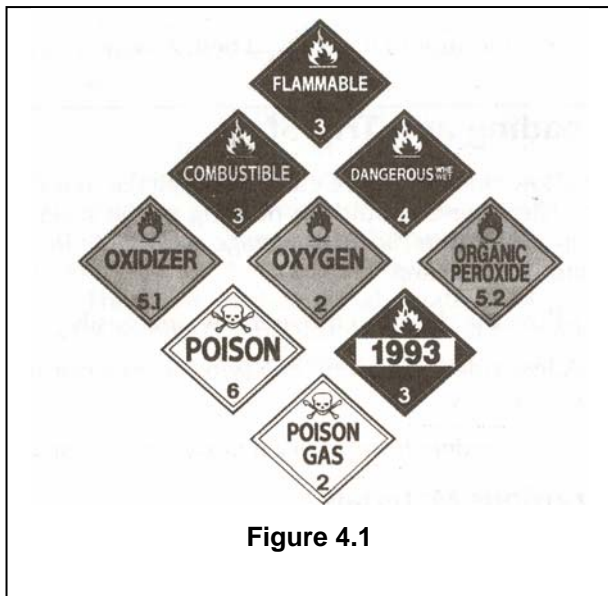 FLAMMABLE
3
COMBUSTIBLE
3
DANGEROUS WHEN WET
4
OXIDIZER
5.1
OXYGEN
2
ORGANIC
PEROXIDE
5.2
POISON
6
1993
3
POISON
GAS
2
Figure 4.1